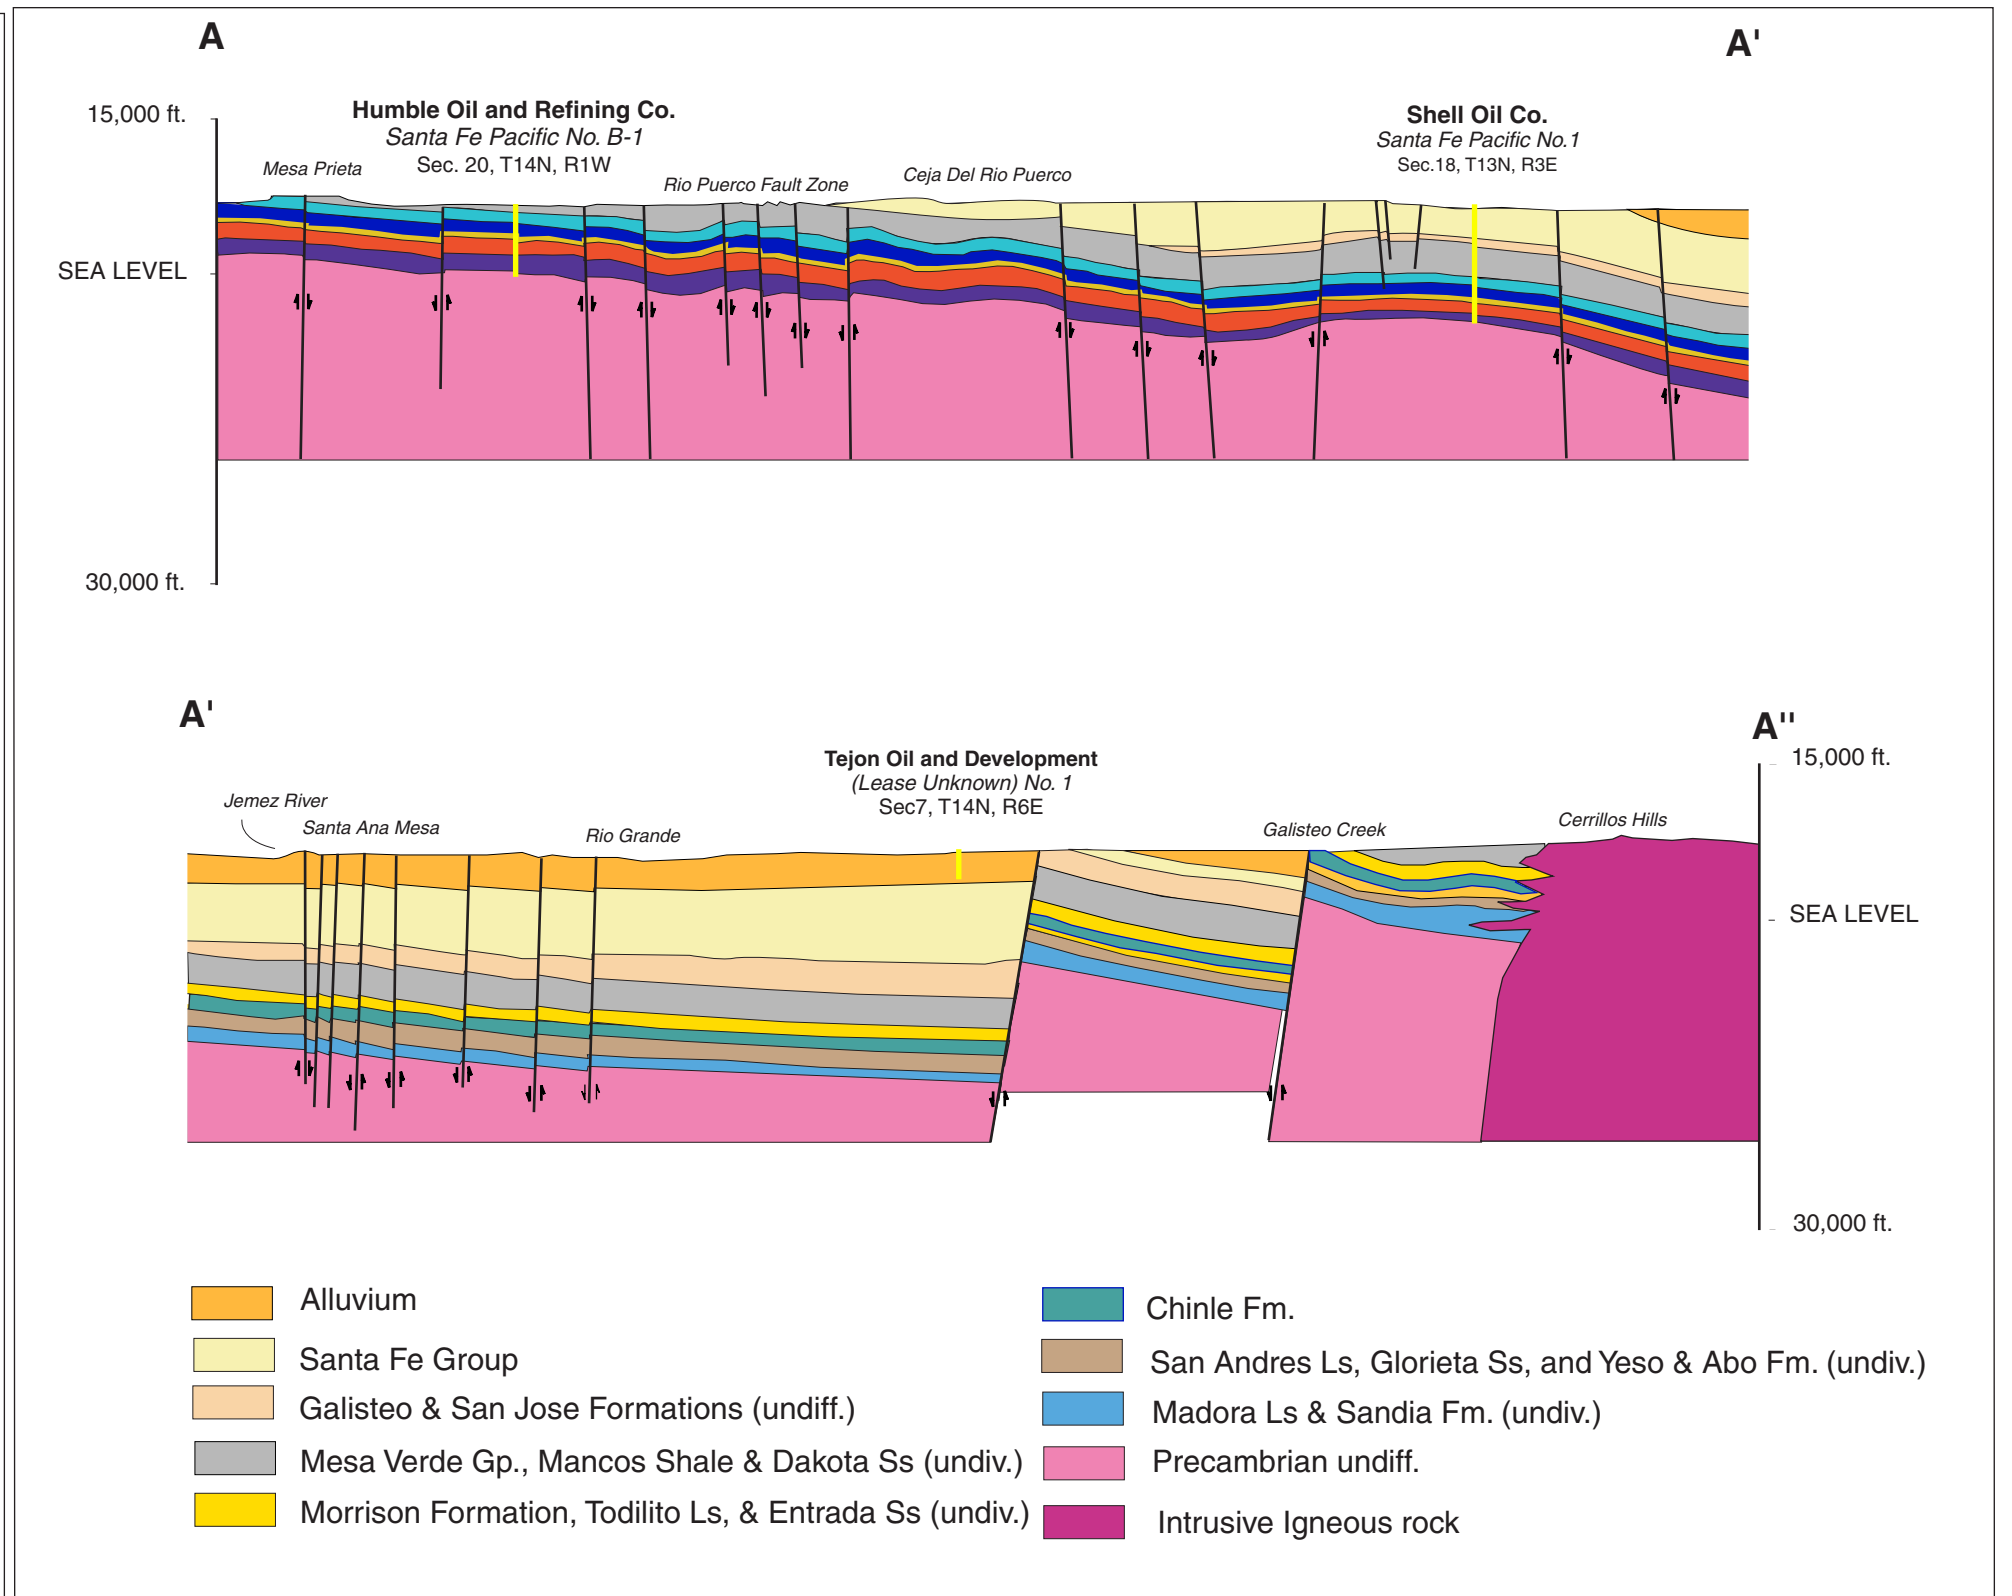 A
A'
15,000 ft.
Humble Oil and Refining Co.
Santa Fe Pacific No. B-1
Sec. 20, T14N, R1W
Shell Oil Co.
Santa Fe Pacific No.1
Sec.18, T13N, R3E
Mesa Prieta
Rio Puerco Fault Zone
Ceja Del Rio Puerco
SEA LEVEL
30,000 ft.
A'
A''
15,000 ft.
Tejon Oil and Development
(Lease Unknown) No. 1
Sec7, T14N, R6E
Jemez River
Santa Ana Mesa
Rio Grande
Galisteo Creek
Cerrillos Hills
SEA LEVEL
30,000 ft.
Alluvium
Santa Fe Group
Galisteo & San Jose Formations (undiff.)
Mesa Verde Gp., Mancos Shale & Dakota Ss (undiv.)
Morrison Formation, Todilito Ls, & Entrada Ss (undiv.)
Chinle Fm.
San Andres Ls, Glorieta Ss, and Yeso & Abo Fm. (undiv.)
Madora Ls & Sandia Fm. (undiv.)
Precambrian undiff.
Intrusive Igneous rock